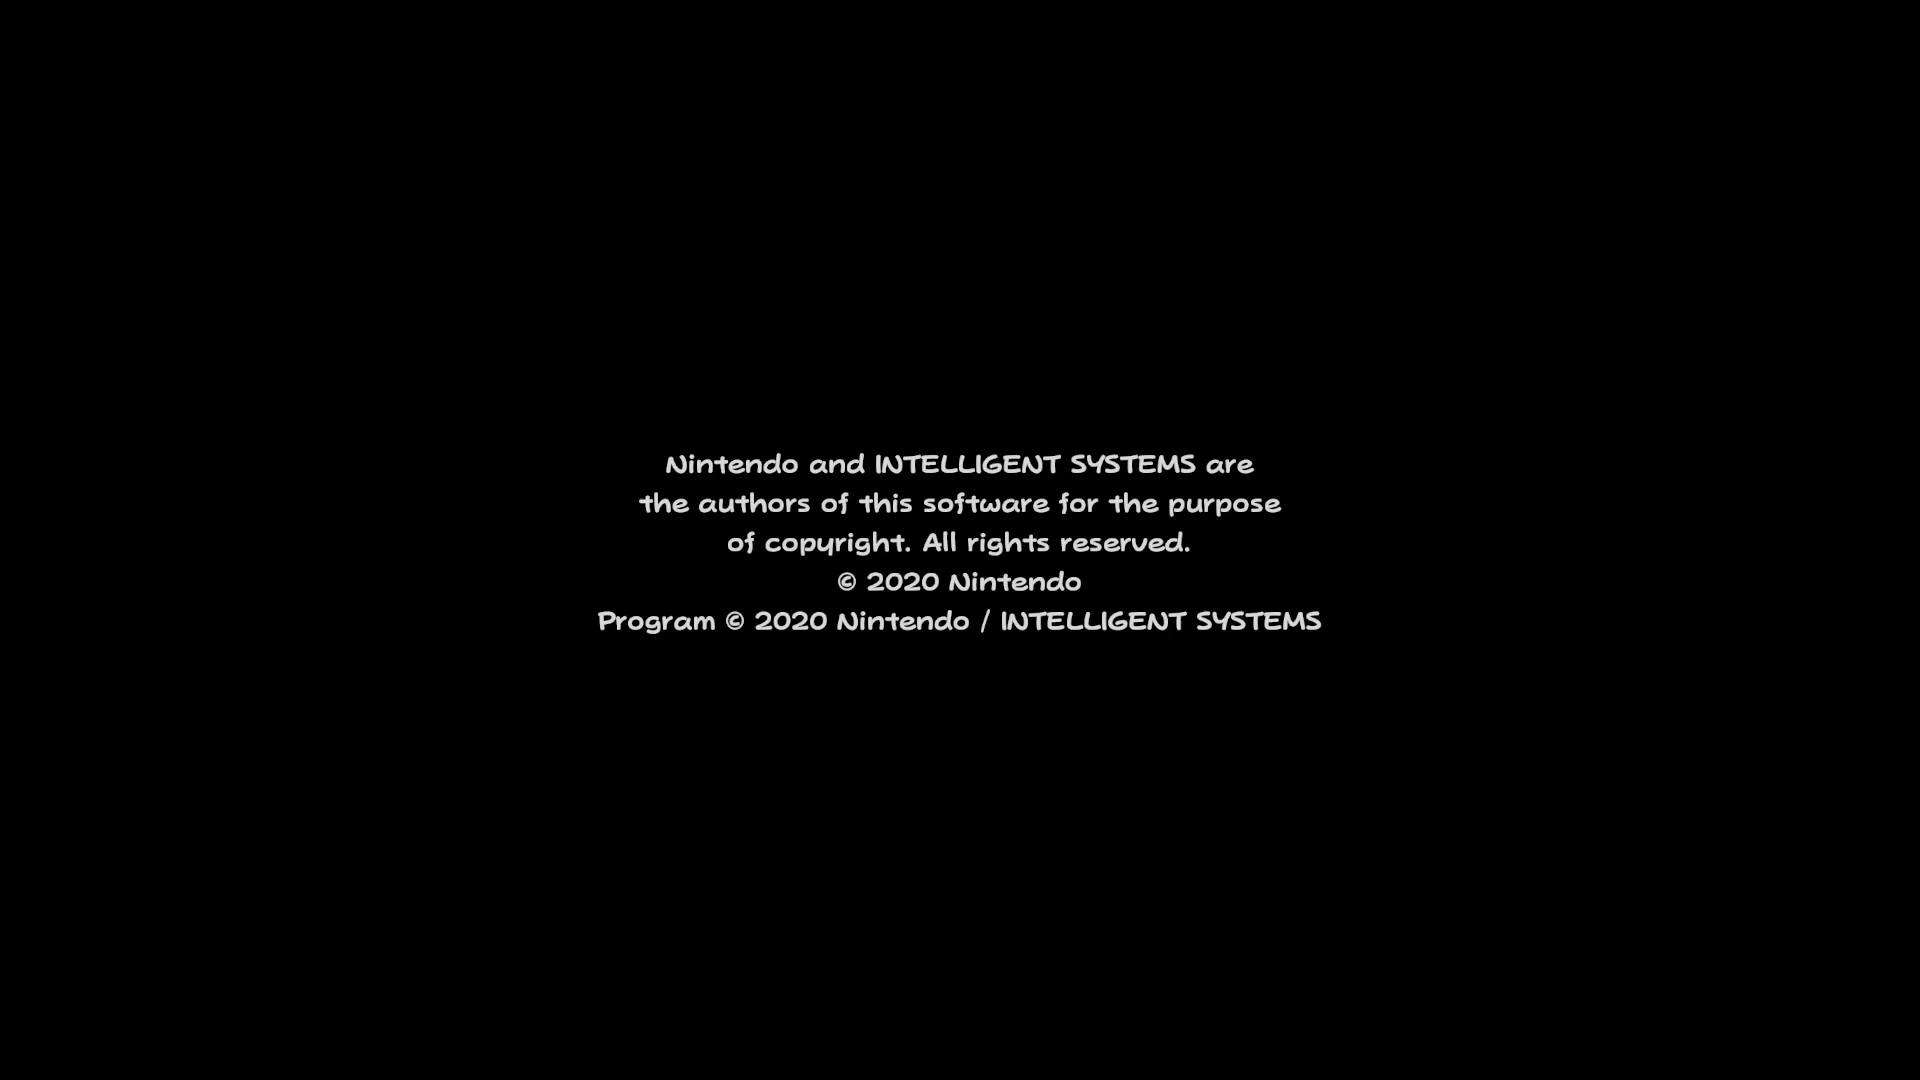 Nintendo and INTELLIGENT SYSTEMS are
the authors of this software for the purpose
of copyright. All rights reserved.
© 2020 Nintendo
Program © 2020 Nintendo / INTELLIGENT SYSTEMS